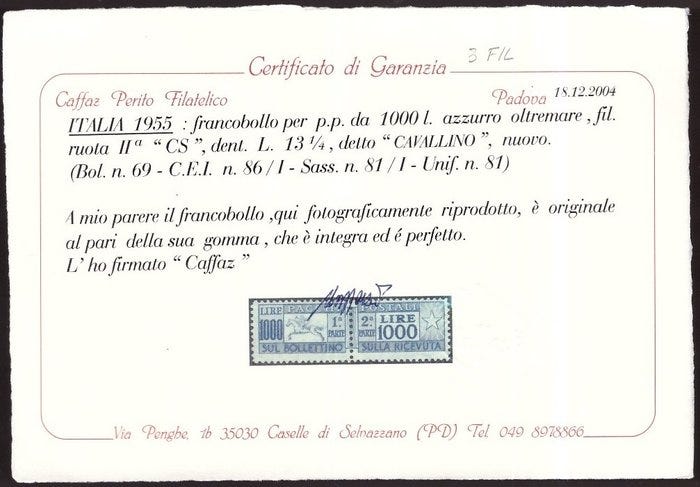 Certificato di Garanzia 3 FIL
Caffaz Perito Filatelico Padova 18.12.2004
ITALIA 1955 : francobollo per p.p. da 1000 l. azzurro oltremare , fil.
ruota IIª “ CS ”, dent. L. 13 ¼ , detto “ CAVALLINO ”, nuovo.
(Bol. n. 69 - C.E.I. n. 86 / I - Sass. n. 81 / I - Unif. n. 81)
A mio parere il francobollo ,qui fotograficamente riprodotto, è originale
al pari della sua gomma , che è integra ed é perfetto.
L' ho firmato “ Caffaz ”
LIRE PACCHI POSTALI LIRE
1000 1ª PARTE 2ª PARTE 1000
SUL BOLLETTINO SULLA RICEVUTA
Via Penghe, 1b 35030 Caselle di Selvazzano (PD) Tel 049 8978866